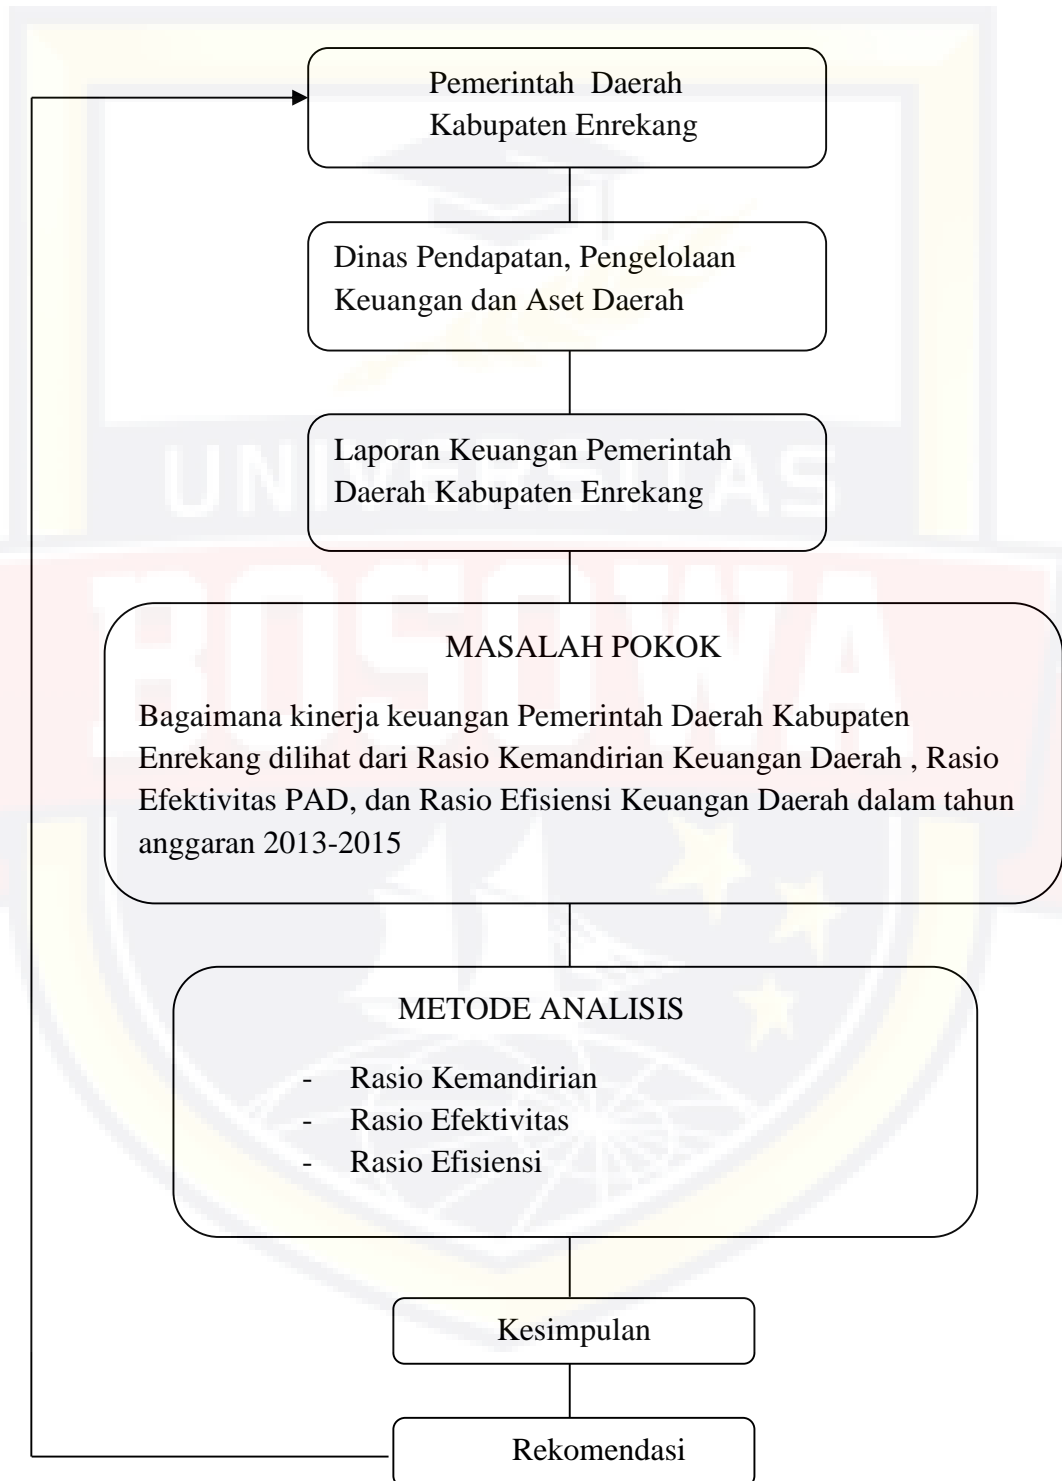 Pemerintah Daerah
Kabupaten Enrekang
Dinas Pendapatan, Pengelolaan
Keuangan dan Aset Daerah
Laporan Keuangan Pemerintah
Daerah Kabupaten Enrekang
UNIVERSITAS
BOSOWA
MASALAH POKOK
Bagaimana kinerja keuangan Pemerintah Daerah Kabupaten
Enrekang dilihat dari Rasio Kemandirian Keuangan Daerah , Rasio
Efektivitas PAD, dan Rasio Efisiensi Keuangan Daerah dalam tahun
anggaran 2013-2015
METODE ANALISIS
- Rasio Kemandirian
- Rasio Efektivitas
- Rasio Efisiensi
Kesimpulan
Rekomendasi